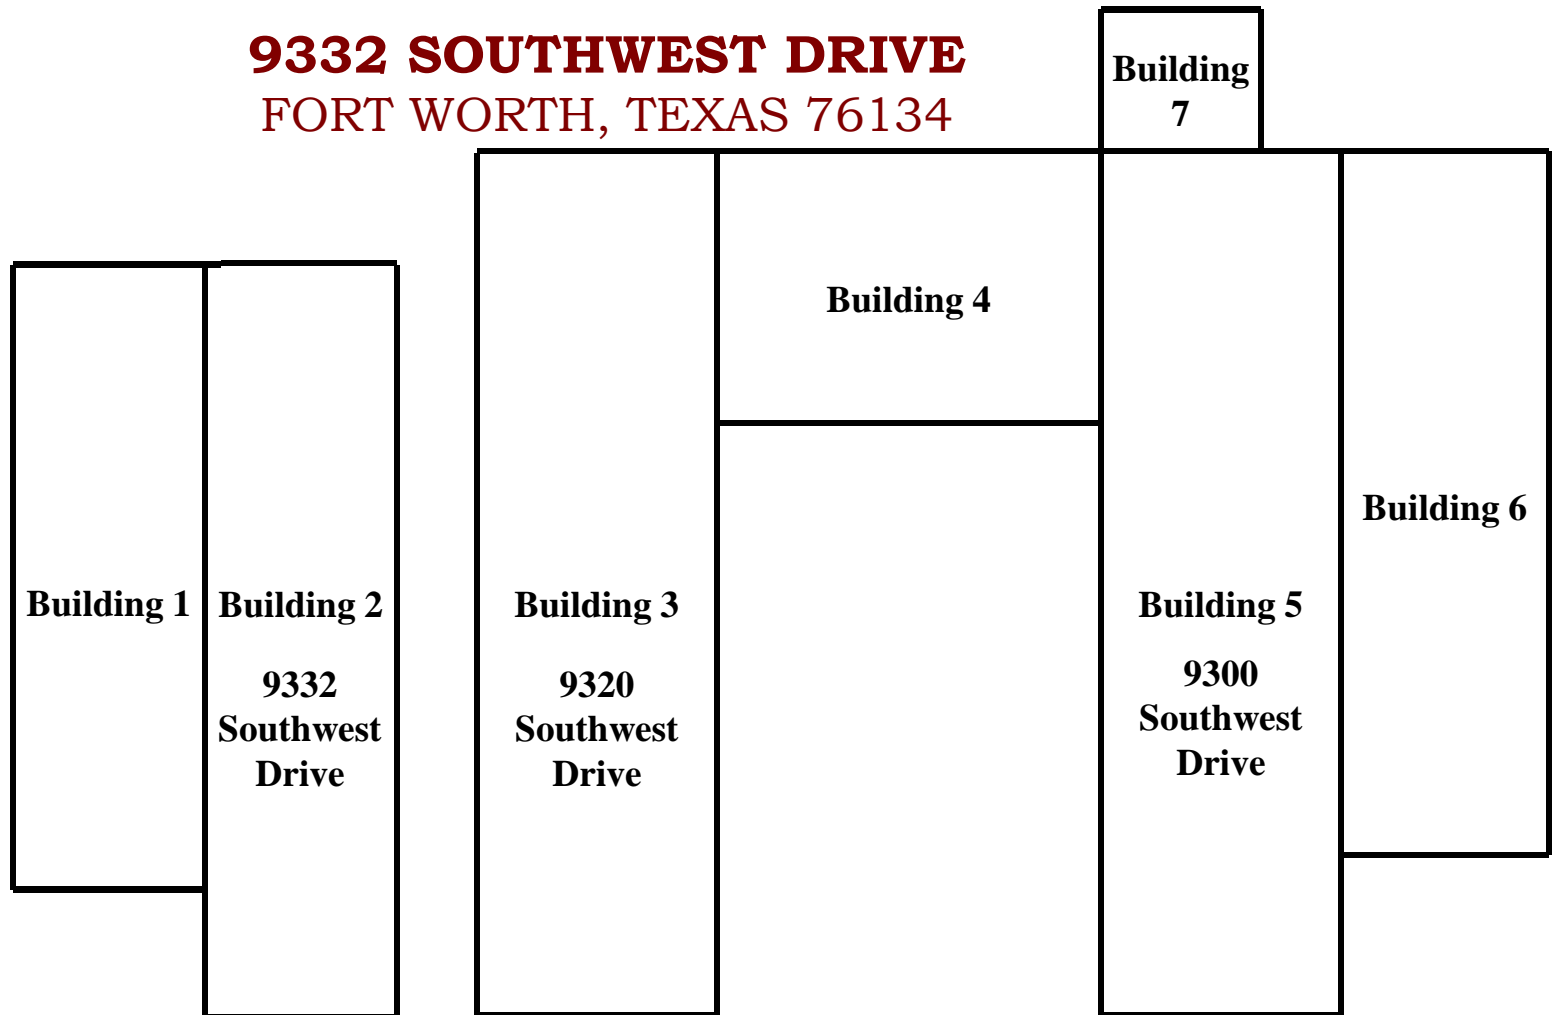 9332 SOUTHWEST DRIVE
FORT WORTH, TEXAS 76134
Building
7
Building 4
Building 6
Building 1
Building 2
9332
Southwest
Drive
Building 3
9320
Southwest
Drive
Building 5
9300
Southwest
Drive